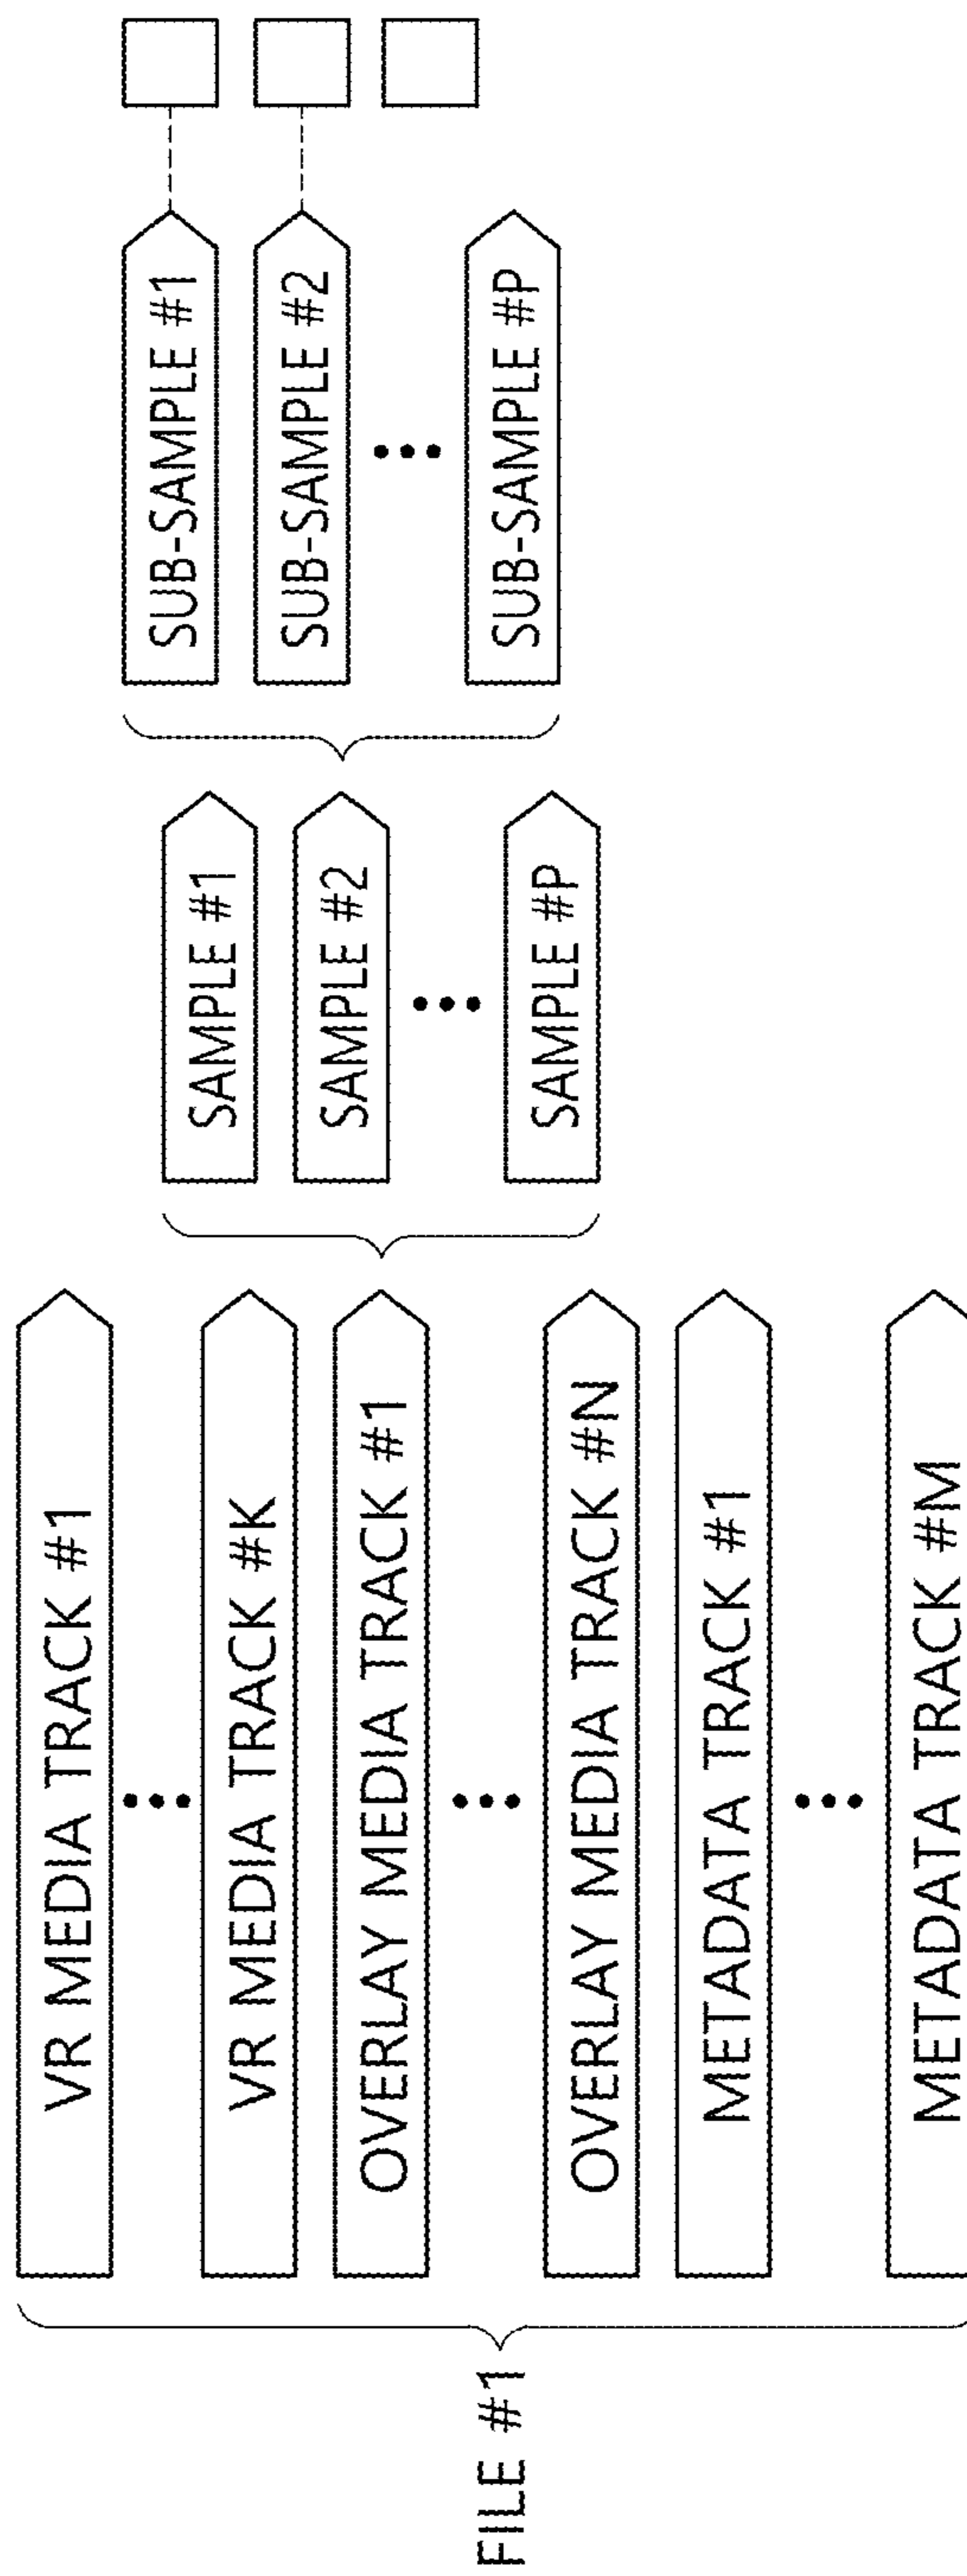 FILE #1
VR MEDIA TRACK #1
VR MEDIA TRACK #K
OVERLAY MEDIA TRACK #1
OVERLAY MEDIA TRACK #N
METADATA TRACK #1
METADATA TRACK #M
SAMPLE #1
SAMPLE #2
SAMPLE #P
SUB-SAMPLE #1
SUB-SAMPLE #2
SUB-SAMPLE #P